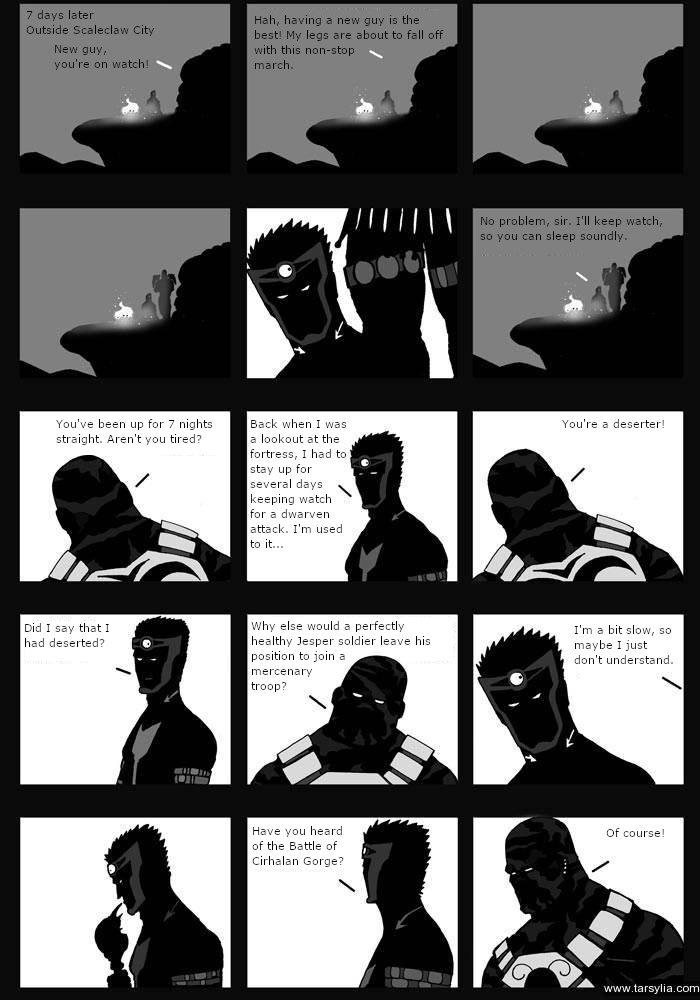 7 days later
Outside Scaleclaw City
New guy,
you're on watch!
Hah, having a new guy is the
best! My legs are about to fall off
with this non-stop
march.
No problem, sir. I'll keep watch,
so you can sleep soundly.
You've been up for 7 nights
straight. Aren't you tired?
Back when I was
a lookout at the
fortress, I had to
stay up for
several days
keeping watch
for a dwarven
attack. I'm used
to it...
You're a deserter!
Did I say that I
had deserted?
Why else would a perfectly
healthy Jesper soldier leave his
position to join a
mercenary
troop?
I'm a bit slow, so
maybe I just
don't understand.
Have you heard
of the Battle of
Cirhalan Gorge?
Of course!
www.tarsylia.com